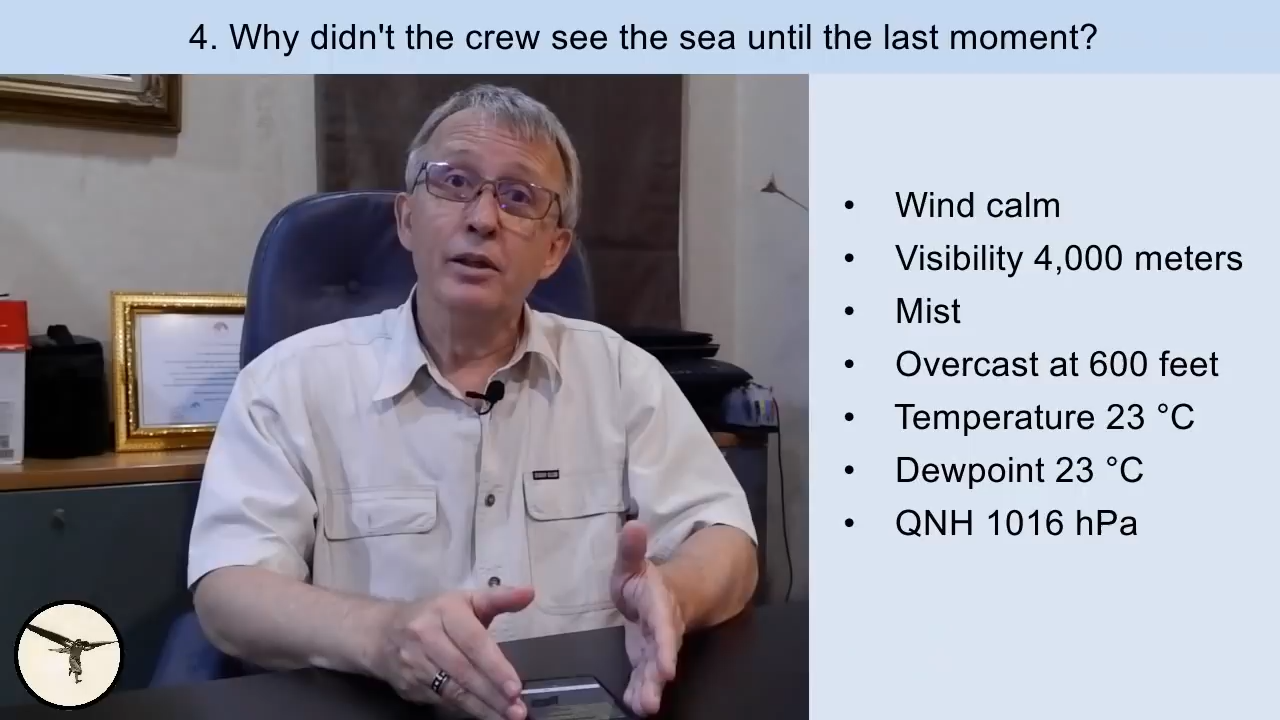 4. Why didn't the crew see the sea until the last moment?
• Wind calm
• Visibility 4,000 meters
• Mist
• Overcast at 600 feet
• Temperature 23 °C
• Dewpoint 23 °C
• QNH 1016 hPa